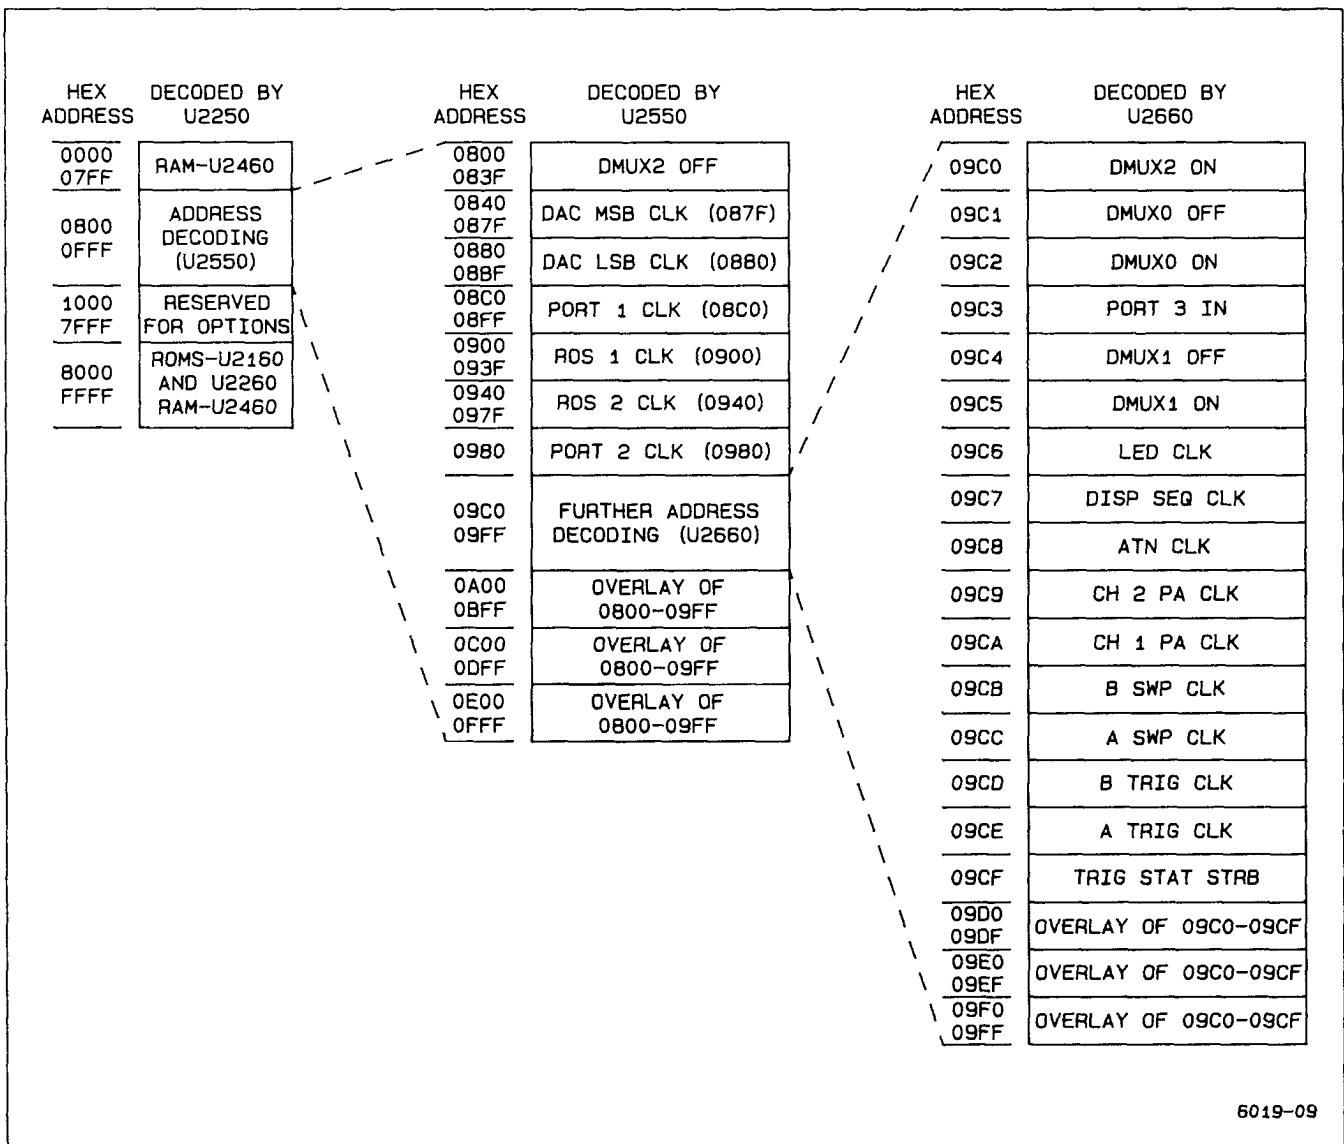 HEX
ADDRESS
DECODED BY
U2250
0000
07FF
RAM-U2460
0800
0FFF
ADDRESS
DECODING
(U2550)
1000
7FFF
RESERVED
FOR OPTIONS
8000
FFFF
ROMS-U2160
AND U2260
RAM-U2460
HEX
ADDRESS
DECODED BY
U2550
0800
083F
DMUX2 OFF
0840
087F
DAC MSB CLK (087F)
0880
08BF
DAC LSB CLK (0880)
08C0
08FF
PORT 1 CLK (08C0)
0900
093F
ROS 1 CLK (0900)
0940
097F
ROS 2 CLK (0940)
0980
PORT 2 CLK (0980)
09C0
09FF
FURTHER ADDRESS
DECODING (U2660)
0A00
0BFF
OVERLAY OF
0800-09FF
0C00
0DFF
OVERLAY OF
0800-09FF
0E00
0FFF
OVERLAY OF
0800-09FF
HEX
ADDRESS
DECODED BY
U2660
09C0
DMUX2 ON
09C1
DMUX0 OFF
09C2
DMUX0 ON
09C3
PORT 3 IN
09C4
DMUX1 OFF
09C5
DMUX1 ON
09C6
LED CLK
09C7
DISP SEQ CLK
09C8
ATN CLK
09C9
CH 2 PA CLK
09CA
CH 1 PA CLK
09CB
B SWP CLK
09CC
A SWP CLK
09CD
B TRIG CLK
09CE
A TRIG CLK
09CF
TRIG STAT STRB
09D0
09DF
OVERLAY OF 09C0-09CF
09E0
09EF
OVERLAY OF 09C0-09CF
09F0
09FF
OVERLAY OF 09C0-09CF
6019-09